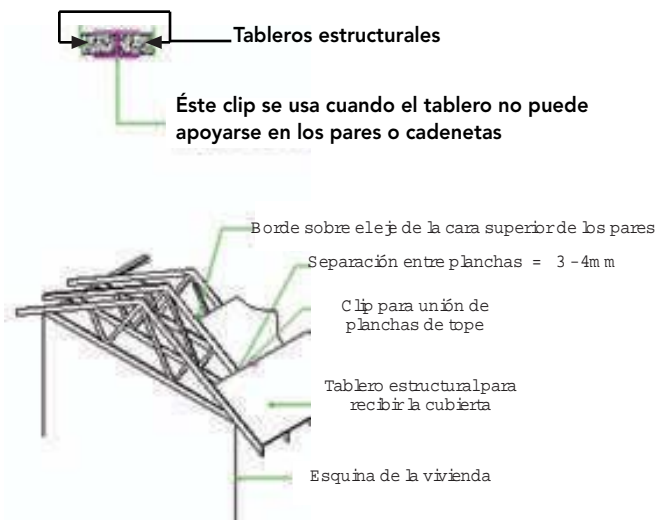 Tableros estructurales
Éste clip se usa cuando el tablero no puede
apoyarse en los pares o cadenetas
Borde sobre el eje de la cara superior de los pares
Separación entre planchas = 3 -4mm
Clip para unión de
planchas de tope
Tablero estructural para
recibir la cubierta
Esquina de la vivienda